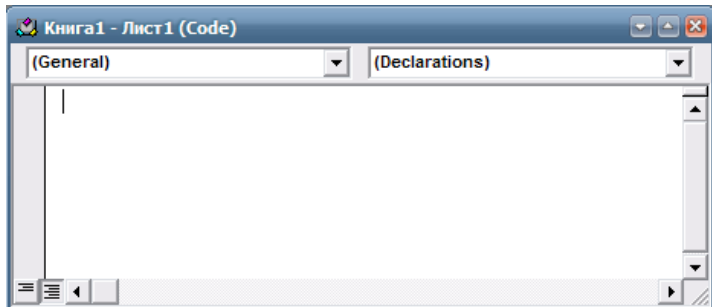 Книга1 - Лист1 (Code)
(General)
(Declarations)